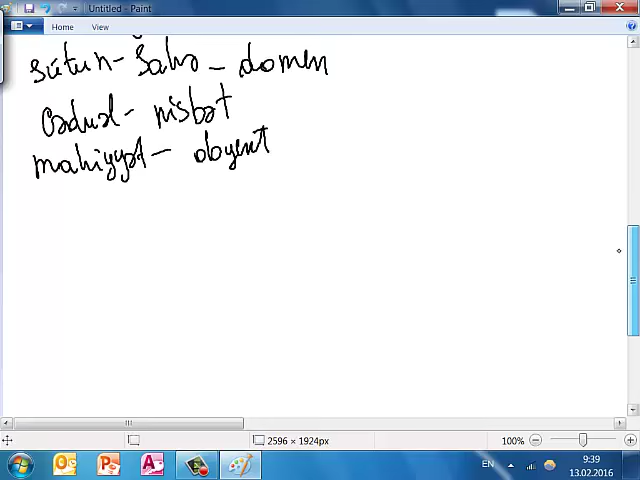 Untitled - Paint
Home View
sütun - Sahə - domen
Cədvəl - nisbət
mahiyyət - obyekt
2596 × 1924px
100%
EN
9:39
13.02.2016